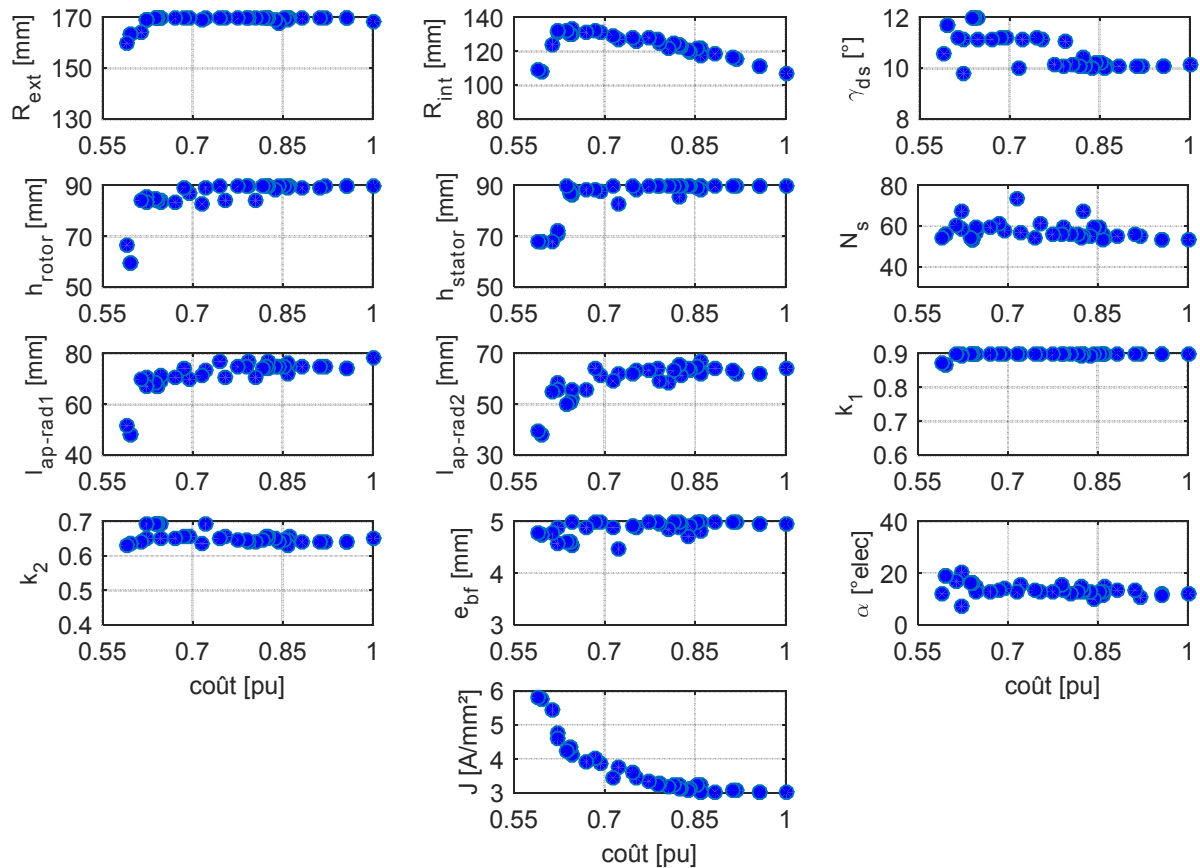 170
150
130
0.55 0.7 0.85 1
R_ext [mm]
140
120
100
80
0.55 0.7 0.85 1
R_int [mm]
12
10
8
0.55 0.7 0.85 1
γ_ds [°]
90
70
50
0.55 0.7 0.85 1
h_rotor [mm]
90
70
50
0.55 0.7 0.85 1
h_stator [mm]
80
60
40
0.55 0.7 0.85 1
N_s
80
60
40
0.55 0.7 0.85 1
l_ap-rad1 [mm]
70
50
30
0.55 0.7 0.85 1
l_ap-rad2 [mm]
0.9
0.8
0.7
0.6
0.55 0.7 0.85 1
k_1
0.7
0.6
0.5
0.4
0.55 0.7 0.85 1
k_2
coût [pu]
5
4
3
0.55 0.7 0.85 1
e_bf [mm]
40
20
0
0.55 0.7 0.85 1
α [°elec]
coût [pu]
6
5
4
3
0.55 0.7 0.85 1
J [A/mm²]
coût [pu]